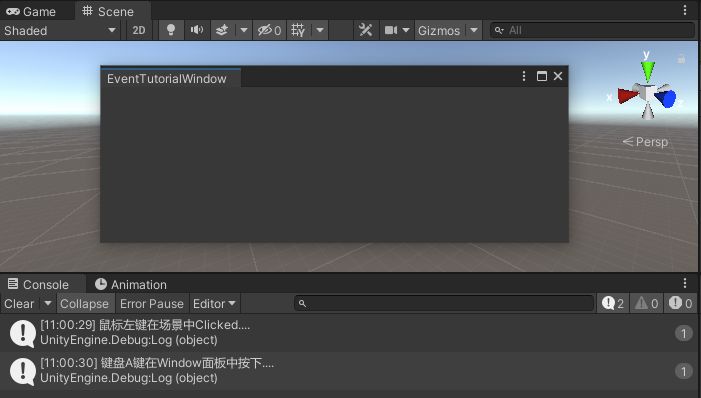 Game
Scene
Shaded
2D
0
Gizmos
All
EventTutorialWindow
y
x
z
Persp
Console
Animation
Clear
Collapse
Error Pause
Editor
2
0
0
[11:00:29] 鼠标左键在场景中Clicked....
UnityEngine.Debug:Log (object)
1
[11:00:30] 键盘A键在Window面板中按下....
UnityEngine.Debug:Log (object)
1